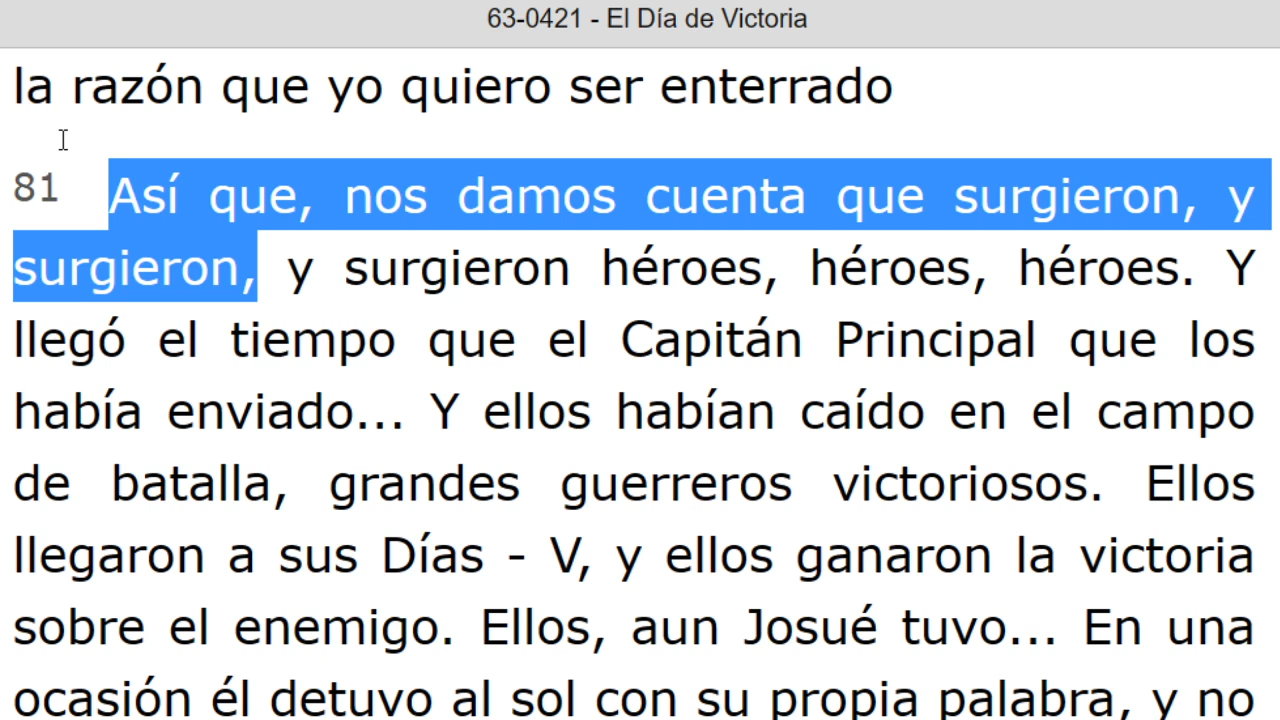 63-0421 - El Día de Victoria
la razón que yo quiero ser enterrado
81 Así que, nos damos cuenta que surgieron, y
surgieron, y surgieron héroes, héroes, héroes. Y
llegó el tiempo que el Capitán Principal que los
había enviado... Y ellos habían caído en el campo
de batalla, grandes guerreros victoriosos. Ellos
llegaron a sus Días - V, y ellos ganaron la victoria
sobre el enemigo. Ellos, aun Josué tuvo... En una
ocasión él detuvo al sol con su propia palabra, y no